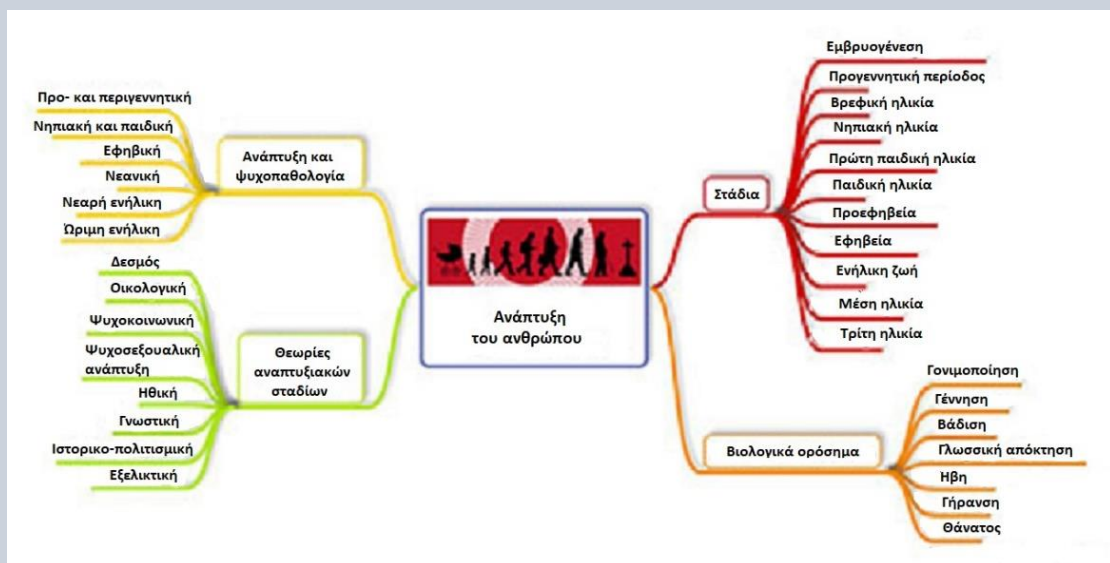 Προ- και περιγεννητική
Νηπιακή και παιδική
Εφηβική
Νεανική
Νεαρή ενήλικη
Ώριμη ενήλικη
Ανάπτυξη και
ψυχοπαθολογία
Δεσμός
Οικολογική
Ψυχοκοινωνική
Ψυχοσεξουαλική
ανάπτυξη
Ηθική
Γνωστική
Ιστορικο-πολιτισμική
Εξελικτική
Θεωρίες
αναπτυξιακών
σταδίων
Ανάπτυξη
του ανθρώπου
Στάδια
Εμβρυογένεση
Προγεννητική περίοδος
Βρεφική ηλικία
Νηπιακή ηλικία
Πρώτη παιδική ηλικία
Παιδική ηλικία
Προεφηβεία
Εφηβεία
Ενήλικη ζωή
Μέση ηλικία
Τρίτη ηλικία
Βιολογικά ορόσημα
Γονιμοποίηση
Γέννηση
Βάδιση
Γλωσσική απόκτηση
Ηβη
Γήρανση
Θάνατος